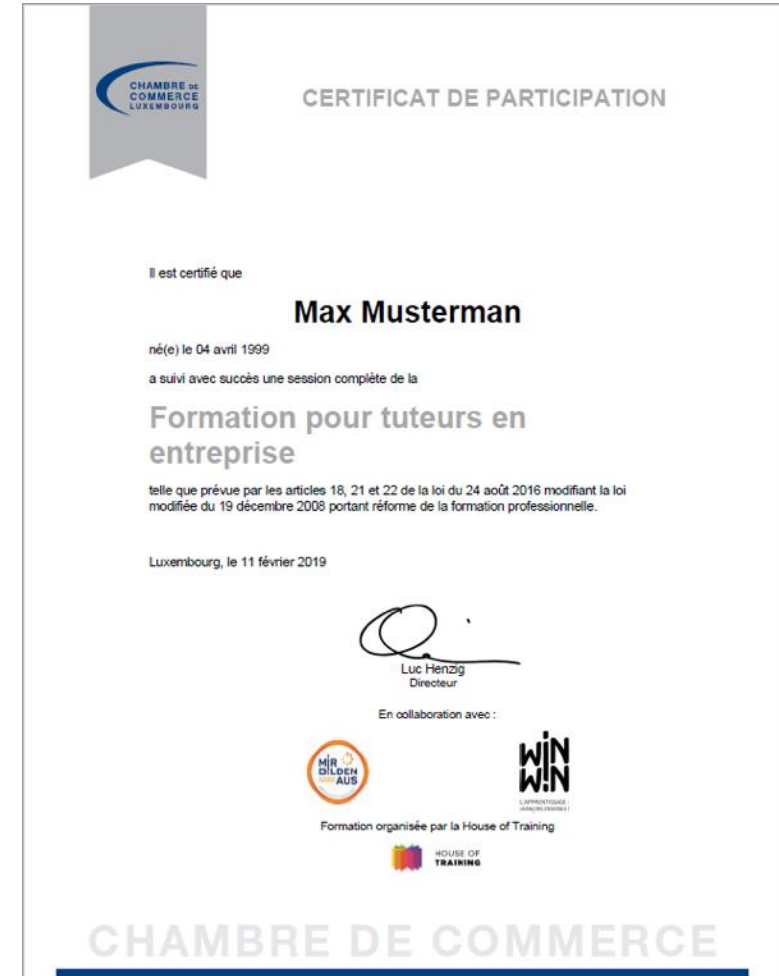 CHAMBRE DE
COMMERCE
LUXEMBOURG
CERTIFICAT DE PARTICIPATION
Il est certifié que
Max Musterman
né(e) le 04 avril 1999
a suivi avec succès une session complète de la
Formation pour tuteurs en
entreprise
telle que prévue par les articles 18, 21 et 22 de la loi du 24 août 2016 modifiant la loi
modifiée du 19 décembre 2008 portant réforme de la formation professionnelle.
Luxembourg, le 11 février 2019
Luc Henzig
Directeur
En collaboration avec :
MIR
BILDEN
AUS
WIN
WIN
L'APPRENTISSAGE :
Formation organisée par la House of Training
HOUSE OF
TRAINING
CHAMBRE DE COMMERCE